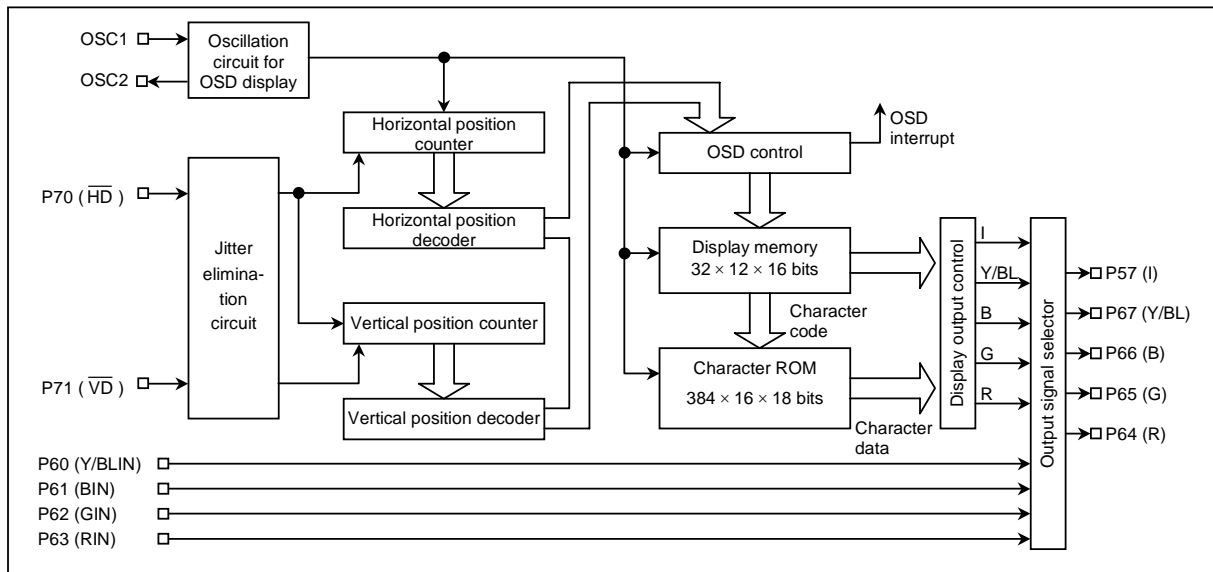 OSC1
OSC2
Oscillation
circuit for
OSD display
Horizontal position
counter
OSD
interrupt
OSD control
P70 ( HD )
Jitter
elimina-
tion
circuit
Horizontal position
decoder
Display memory
32 × 12 × 16 bits
Vertical position counter
Character
code
P71 ( VD )
Character ROM
384 × 16 × 18 bits
Vertical position decoder
Character
data
Display output control
I
Y/BL
B
G
R
Output signal selector
P57 (I)
P67 (Y/BL)
P66 (B)
P65 (G)
P64 (R)
P60 (Y/BLIN)
P61 (BIN)
P62 (GIN)
P63 (RIN)